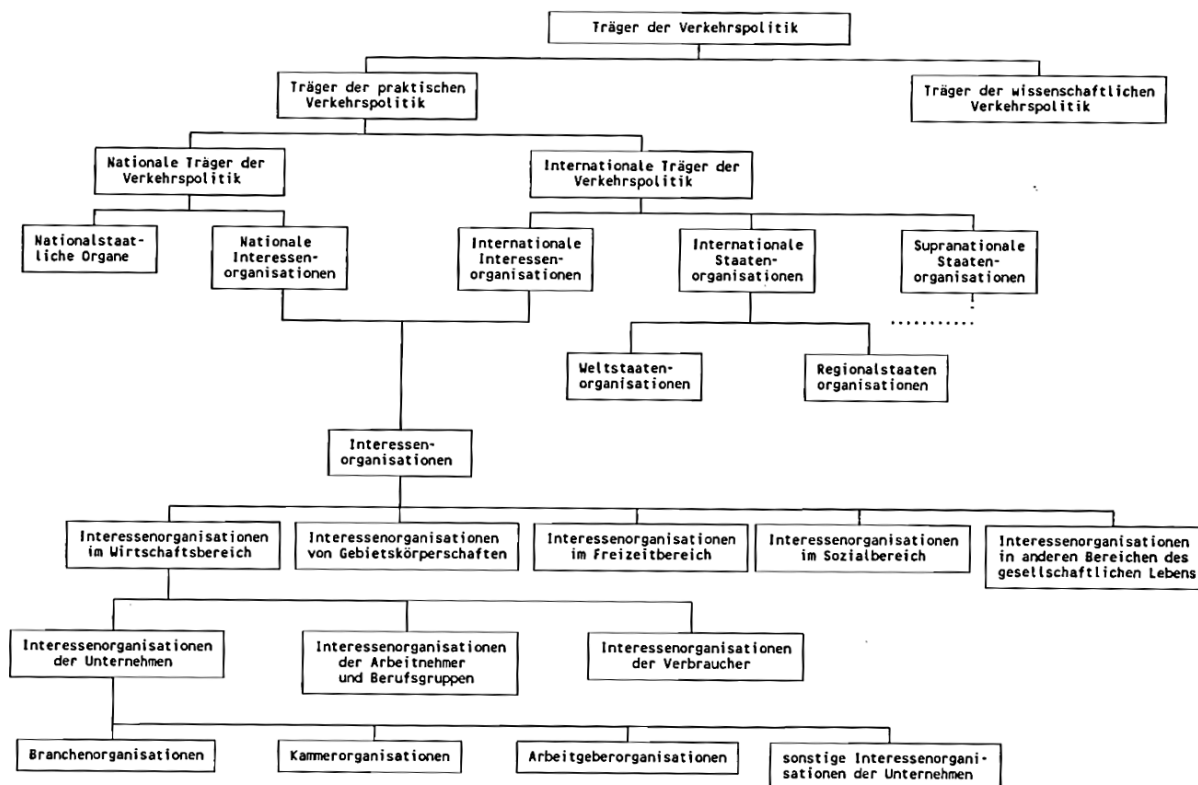 Träger der Verkehrspolitik
Träger der praktischen
Verkehrspolitik
Träger der wissenschaftlichen
Verkehrspolitik
Nationale Träger der
Verkehrspolitik
Internationale Träger der
Verkehrspolitik
Nationalstaat-
liche Organe
Nationale
Interessen-
organisationen
Internationale
Interessen-
organisationen
Internationale
Staaten-
organisationen
Supranationale
Staaten-
organisationen
Weltstaaten-
organisationen
Regionalstaaten
organisationen
Interessen-
organisationen
Interessenorganisationen
im Wirtschaftsbereich
Interessenorganisationen
von Gebietskörperschaften
Interessenorganisationen
im Freizeitbereich
Interessenorganisationen
im Sozialbereich
Interessenorganisationen
in anderen Bereichen des
gesellschaftlichen Lebens
Interessenorganisationen
der Unternehmen
Interessenorganisationen
der Arbeitnehmer
und Berufsgruppen
Interessenorganisationen
der Verbraucher
Branchenorganisationen
Kammerorganisationen
Arbeitgeberorganisationen
sonstige Interessenorgani-
sationen der Unternehmen